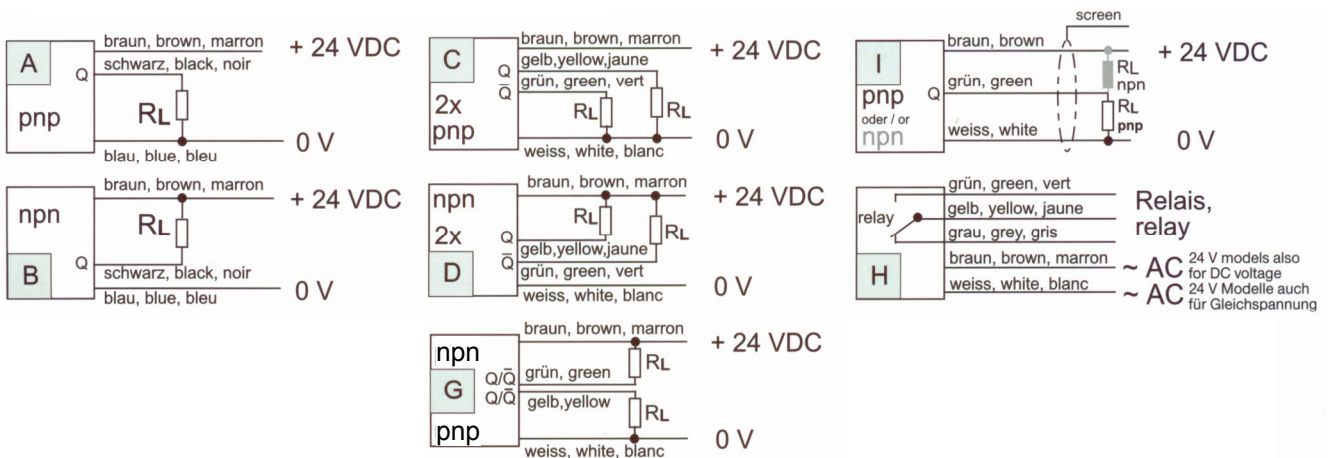 braun, brown, marron
+ 24 VDC
A
Q
schwarz, black, noir
pnp
RL
0 V
blau, blue, bleu
braun, brown, marron
+ 24 VDC
C
Q
gelb,yellow,jaune
Q̅
grün, green, vert
2x
pnp
RL
RL
0 V
weiss, white, blanc
screen
braun, brown
+ 24 VDC
I
RL
npn
pnp
Q
grün, green
oder / or
npn
RL
pnp
weiss, white
0 V
braun, brown, marron
+ 24 VDC
npn
RL
B
Q
schwarz, black, noir
0 V
blau, blue, bleu
braun, brown, marron
+ 24 VDC
npn
2x
RL
RL
Q
gelb,yellow,jaune
D
Q̅
grün, green, vert
0 V
weiss, white, blanc
grün, green, vert
relay
gelb, yellow, jaune
grau, grey, gris
Relais,
relay
H
braun, brown, marron
~ AC
24 V models also
for DC voltage
weiss, white, blanc
~ AC
24 V Modelle auch
für Gleichspannung
braun, brown, marron
+ 24 VDC
npn
RL
Q/Q̅
grün, green
G
Q/Q̅
gelb,yellow
RL
pnp
0 V
weiss, white, blanc